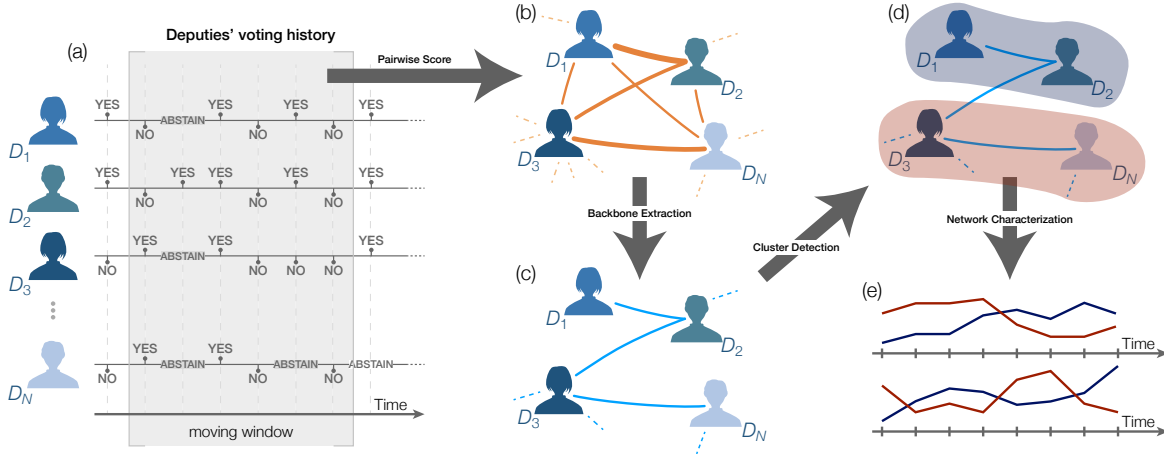 (a)
Deputies' voting history
YES YES YES YES
ABSTAIN
NO NO NO
D1
YES YES YES YES YES
NO NO NO
D2
YES YES YES
ABSTAIN
NO NO NO NO
D3
YES YES
ABSTAIN ABSTAIN ABSTAIN
NO NO NO
DN
Time
moving window
Pairwise Score
(b)
D1
D2
D3
DN
Backbone Extraction
(c)
D1
D2
D3
DN
Cluster Detection
(d)
D1
D2
D3
DN
Network Characterization
(e)
Time
Time